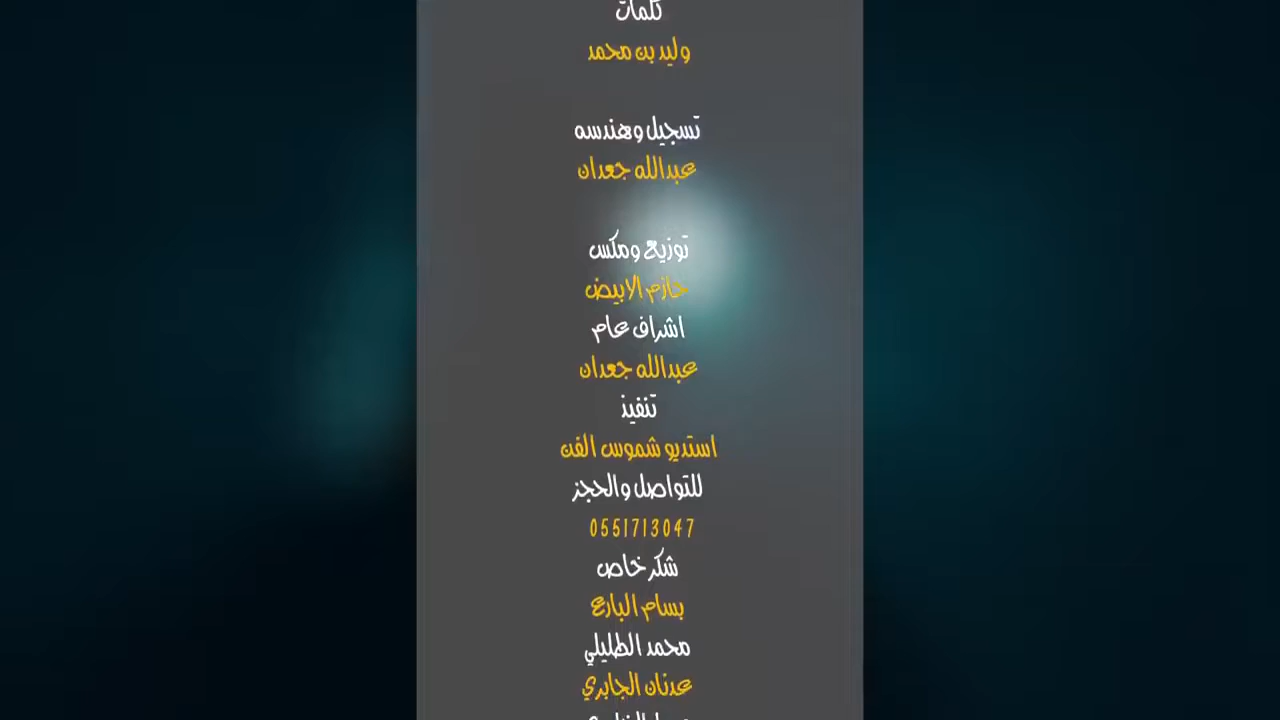 كلمات
وليد بن محمد
تسجيل وهندسه
عبدالله جعدان
توزيع ومكس
حازم الابيض
اشراف عام
عبدالله جعدان
تنفيذ
استديو شموس الفن
للتواصل والحجز
0551713047
شكر خاص
بسام البارع
محمد الطليلي
عدنان الجابري